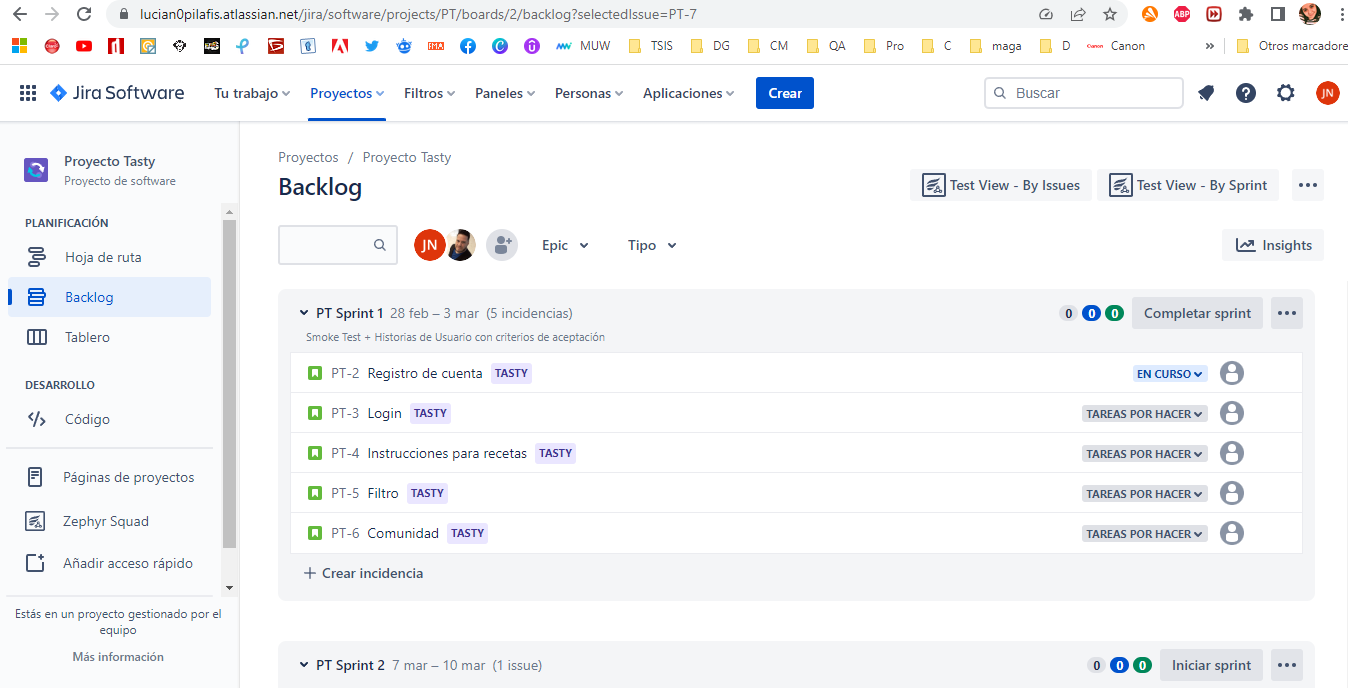 lucian0pilafis.atlassian.net/jira/software/projects/PT/boards/2/backlog?selectedIssue=PT-7
MUW TSIS DG CM QA Pro C maga D Canon » Otros marcadore
Jira Software Tu trabajo Proyectos Filtros Paneles Personas Aplicaciones Crear Buscar JN
Proyecto Tasty
Proyecto de software
PLANIFICACIÓN
Hoja de ruta
Backlog
Tablero
DESARROLLO
Código
Páginas de proyectos
Zephyr Squad
Añadir acceso rápido
Estás en un proyecto gestionado por el
equipo
Más información
Proyectos / Proyecto Tasty
Backlog
Test View - By Issues Test View - By Sprint
JN Epic Tipo Insights
PT Sprint 1 28 feb – 3 mar (5 incidencias) 0 0 0 Completar sprint
Smoke Test + Historias de Usuario con criterios de aceptación
PT-2 Registro de cuenta TASTY EN CURSO
PT-3 Login TASTY TAREAS POR HACER
PT-4 Instrucciones para recetas TASTY TAREAS POR HACER
PT-5 Filtro TASTY TAREAS POR HACER
PT-6 Comunidad TASTY TAREAS POR HACER
+ Crear incidencia
PT Sprint 2 7 mar – 10 mar (1 issue) 0 0 0 Iniciar sprint